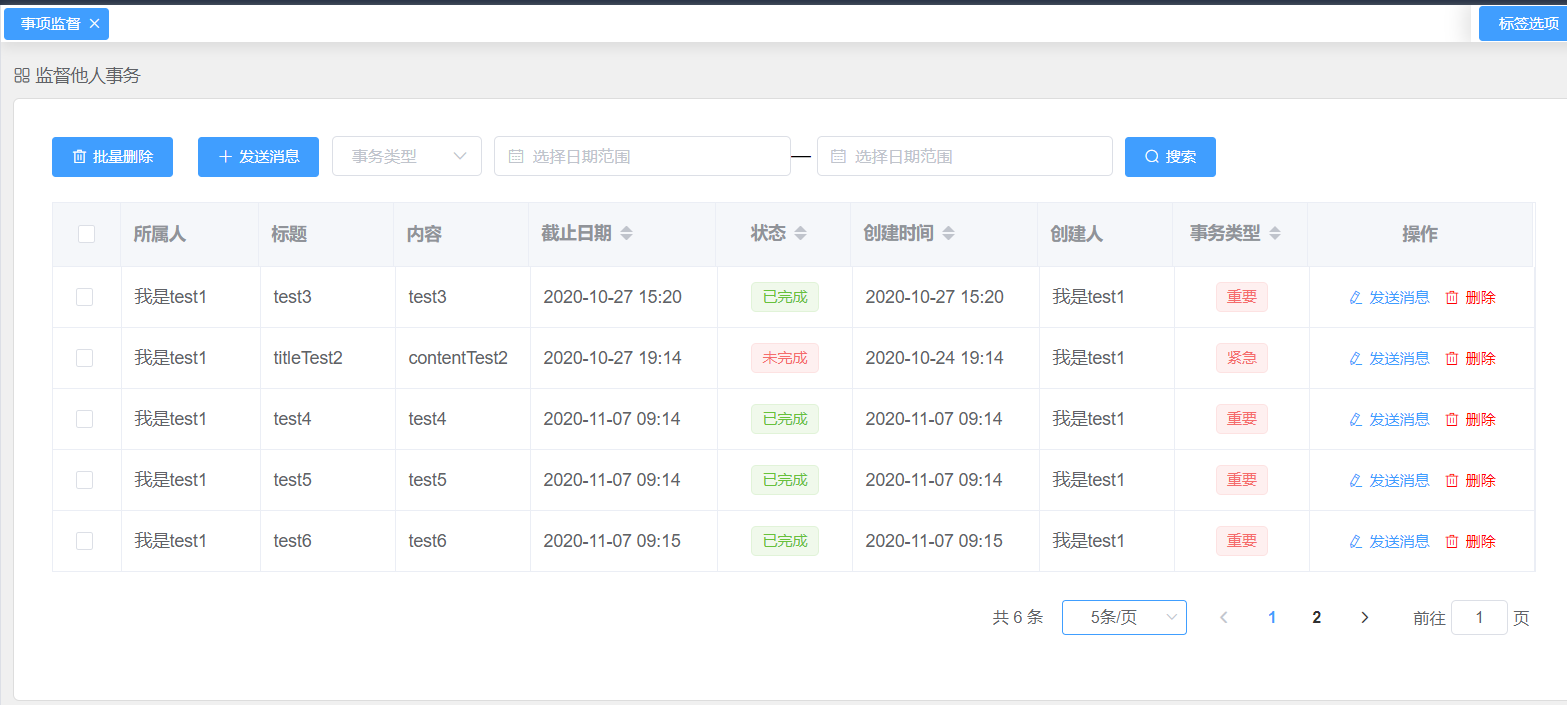 事项监督 × 标签选项
监督他人事务
批量删除 + 发送消息 事务类型 选择日期范围 — 选择日期范围 搜索
所属人 标题 内容 截止日期 状态 创建时间 创建人 事务类型 操作
我是test1 test3 test3 2020-10-27 15:20 已完成 2020-10-27 15:20 我是test1 重要 发送消息 删除
我是test1 titleTest2 contentTest2 2020-10-27 19:14 未完成 2020-10-24 19:14 我是test1 紧急 发送消息 删除
我是test1 test4 test4 2020-11-07 09:14 已完成 2020-11-07 09:14 我是test1 重要 发送消息 删除
我是test1 test5 test5 2020-11-07 09:14 已完成 2020-11-07 09:14 我是test1 重要 发送消息 删除
我是test1 test6 test6 2020-11-07 09:15 已完成 2020-11-07 09:15 我是test1 重要 发送消息 删除
共 6 条 5条/页 < 1 2 > 前往 1 页